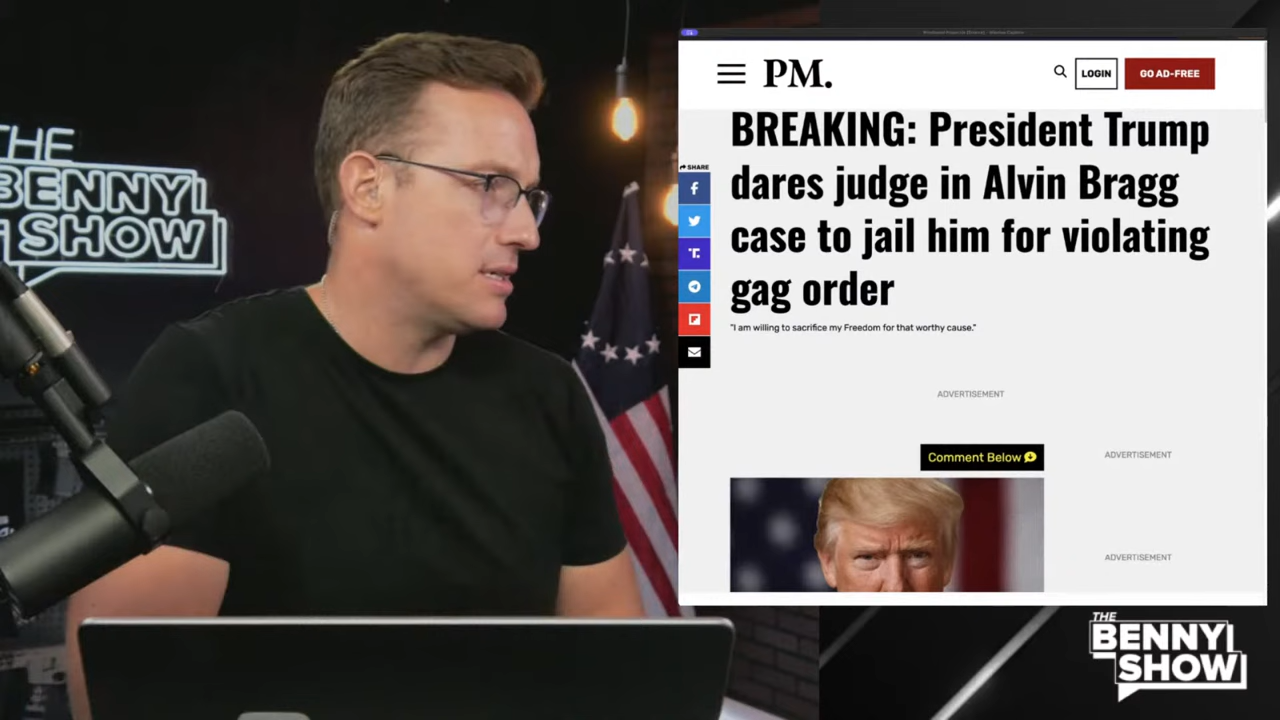 THE
BENNY
SHOW
PM.
LOGIN
GO AD-FREE
BREAKING: President Trump
dares judge in Alvin Bragg
case to jail him for violating
gag order
"I am willing to sacrifice my Freedom for that worthy cause."
SHARE
ADVERTISEMENT
Comment Below
ADVERTISEMENT
ADVERTISEMENT
THE
BENNY
SHOW